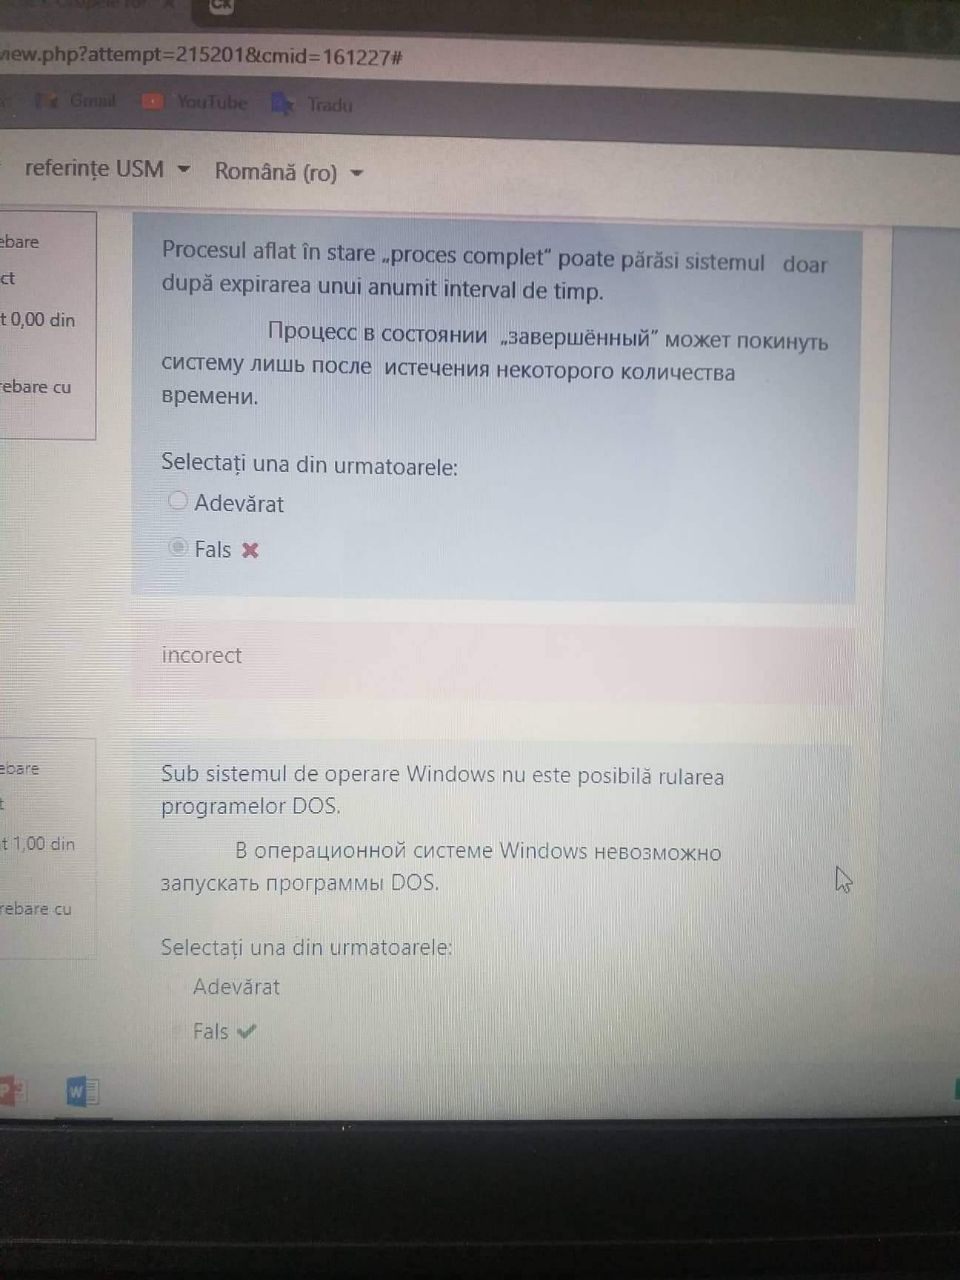 view.php?attempt=215201&cmid=161227#
Gmail YouTube Tradu
referințe USM Română (ro)
Procesul aflat în stare „proces complet” poate părăsi sistemul doar
după expirarea unui anumit interval de timp.
Процесс в состоянии „завершённый” может покинуть
систему лишь после истечения некоторого количества
времени.
Selectați una din urmatoarele:
Adevărat
Fals
incorect
ebare
ct
t 0,00 din
rebare cu
Sub sistemul de operare Windows nu este posibilă rularea
programelor DOS.
В операционной системе Windows невозможно
запускать программы DOS.
Selectați una din urmatoarele:
Adevărat
Fals
ebare
t
t 1,00 din
rebare cu